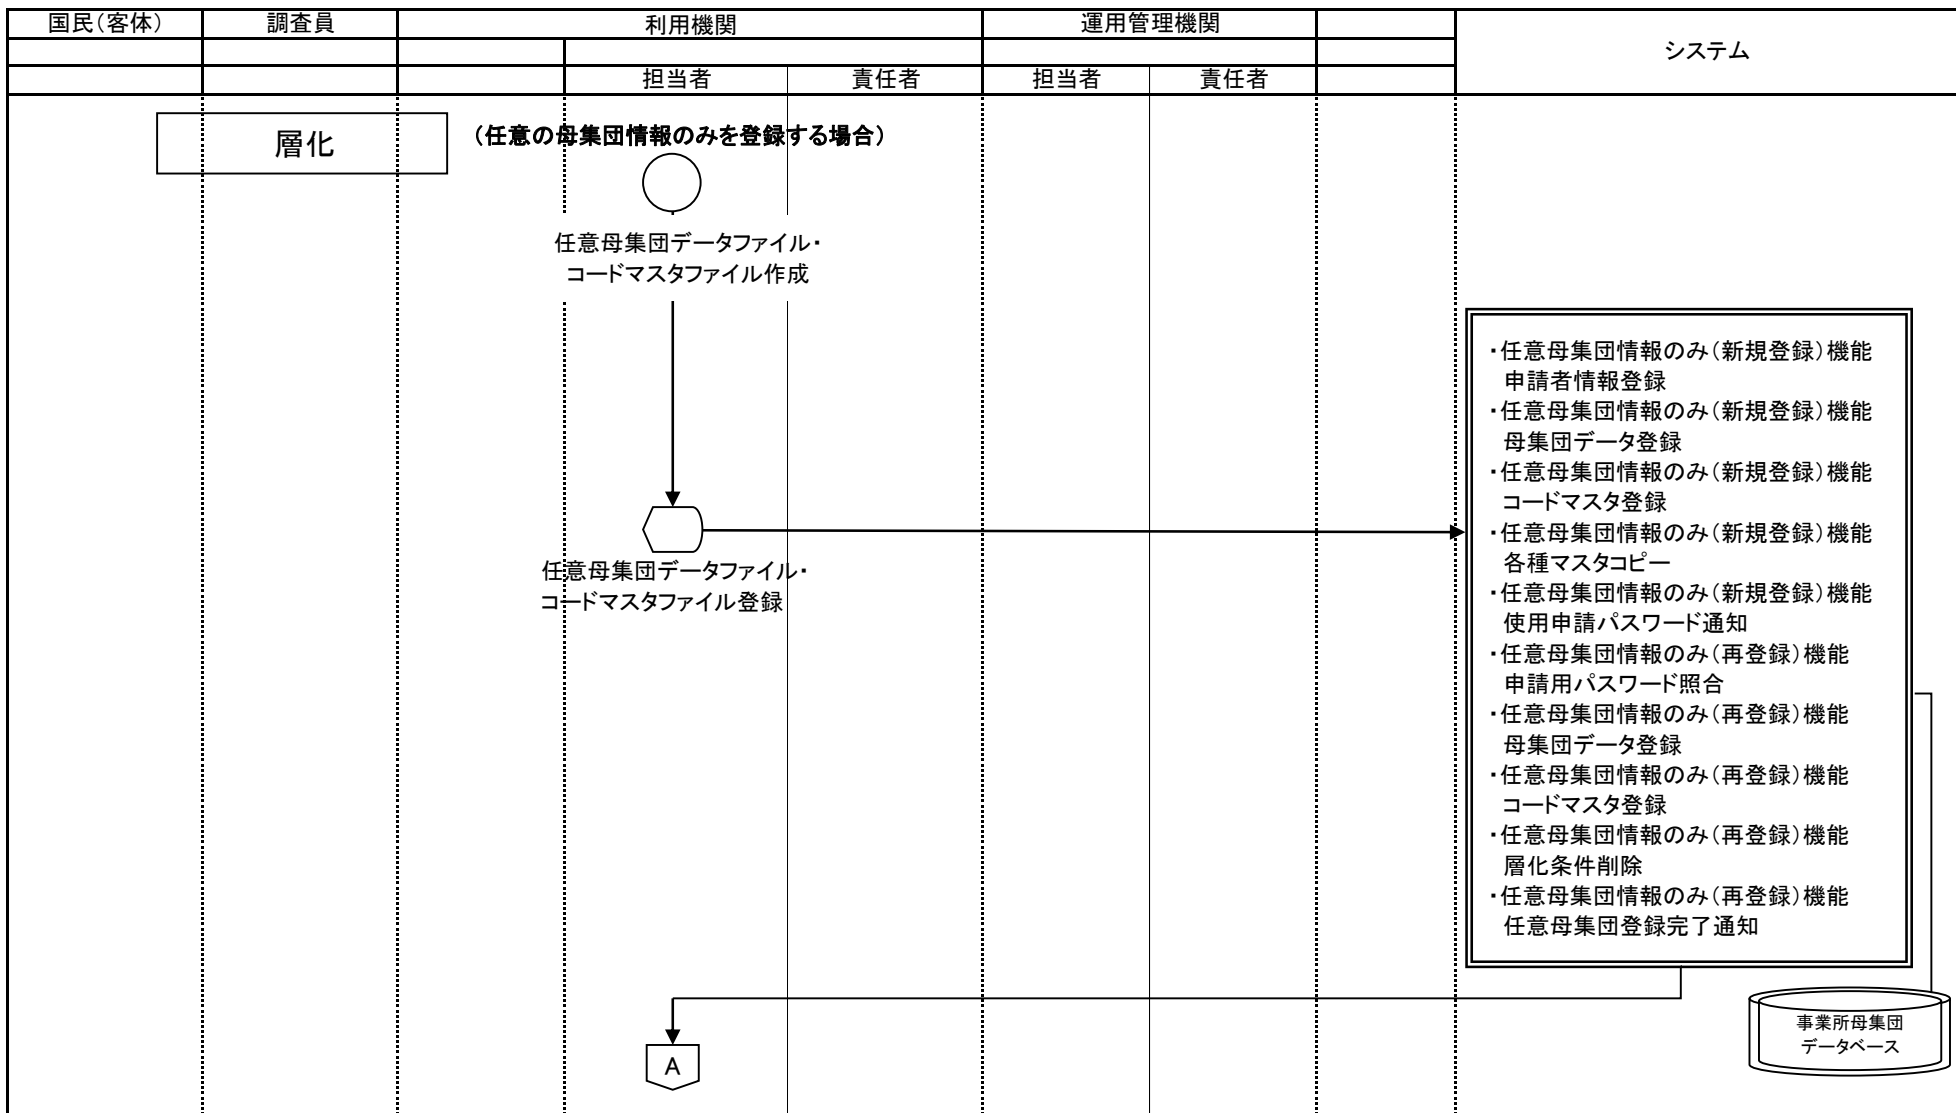 国民（客体）
調査員
利用機関
運用管理機関
システム
担当者
責任者
担当者
責任者
層化
（任意の母集団情報のみを登録する場合）
任意母集団データファイル・
コードマスタファイル作成
任意母集団データファイル・
コードマスタファイル登録
・任意母集団情報のみ（新規登録）機能
申請者情報登録
・任意母集団情報のみ（新規登録）機能
母集団データ登録
・任意母集団情報のみ（新規登録）機能
コードマスタ登録
・任意母集団情報のみ（新規登録）機能
各種マスタコピー
・任意母集団情報のみ（新規登録）機能
使用申請パスワード通知
・任意母集団情報のみ（再登録）機能
申請用パスワード照合
・任意母集団情報のみ（再登録）機能
母集団データ登録
・任意母集団情報のみ（再登録）機能
コードマスタ登録
・任意母集団情報のみ（再登録）機能
層化条件削除
・任意母集団情報のみ（再登録）機能
任意母集団登録完了通知
事業所母集団
データベース
A